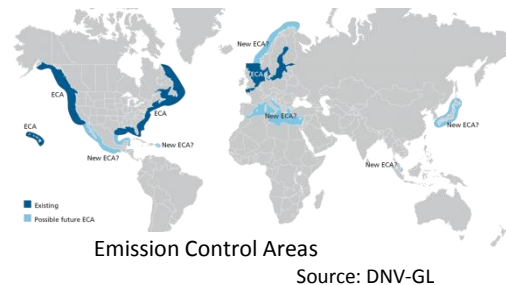 New ECA?
ECA
ECA
ECA
ECA
New ECA?
New ECA?
New ECA?
New ECA?
New ECA?
Existing
Possible future ECA
Emission Control Areas
Source: DNV-GL